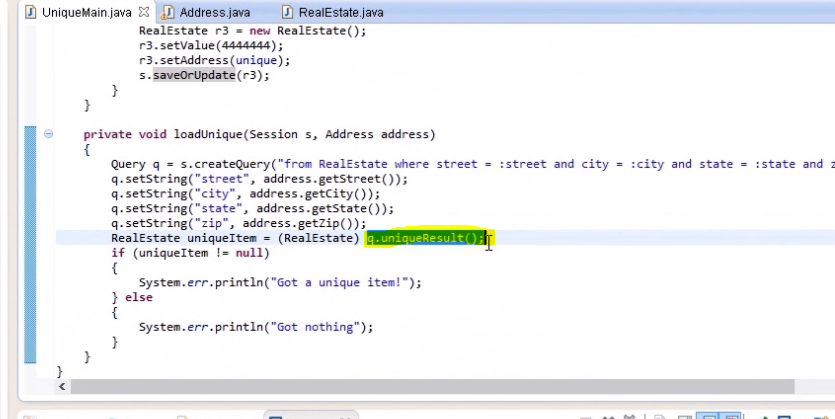 UniqueMain.java Address.java RealEstate.java
RealEstate r3 = new RealEstate();
r3.setValue(4444444);
r3.setAddress(unique);
s.saveOrUpdate(r3);
}
}
private void loadUnique(Session s, Address address)
{
Query q = s.createQuery("from RealEstate where street = :street and city = :city and state = :state and z
q.setString("street", address.getStreet());
q.setString("city", address.getCity());
q.setString("state", address.getState());
q.setString("zip", address.getZip());
RealEstate uniqueItem = (RealEstate) q.uniqueResult();
if (uniqueItem != null)
{
System.err.println("Got a unique item!");
} else
{
System.err.println("Got nothing");
}
}
}